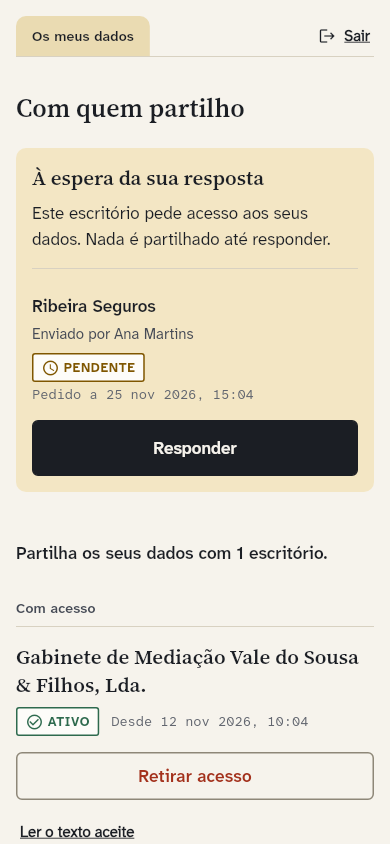 Os meus dados
Sair
Com quem partilho
À espera da sua resposta
Este escritório pede acesso aos seus
dados. Nada é partilhado até responder.
Ribeira Seguros
Enviado por Ana Martins
PENDENTE
Pedido a 25 nov 2026, 15:04
Responder
Partilha os seus dados com 1 escritório.
Com acesso
Gabinete de Mediação Vale do Sousa
& Filhos, Lda.
ATIVO
Desde 12 nov 2026, 10:04
Retirar acesso
Ler o texto aceite